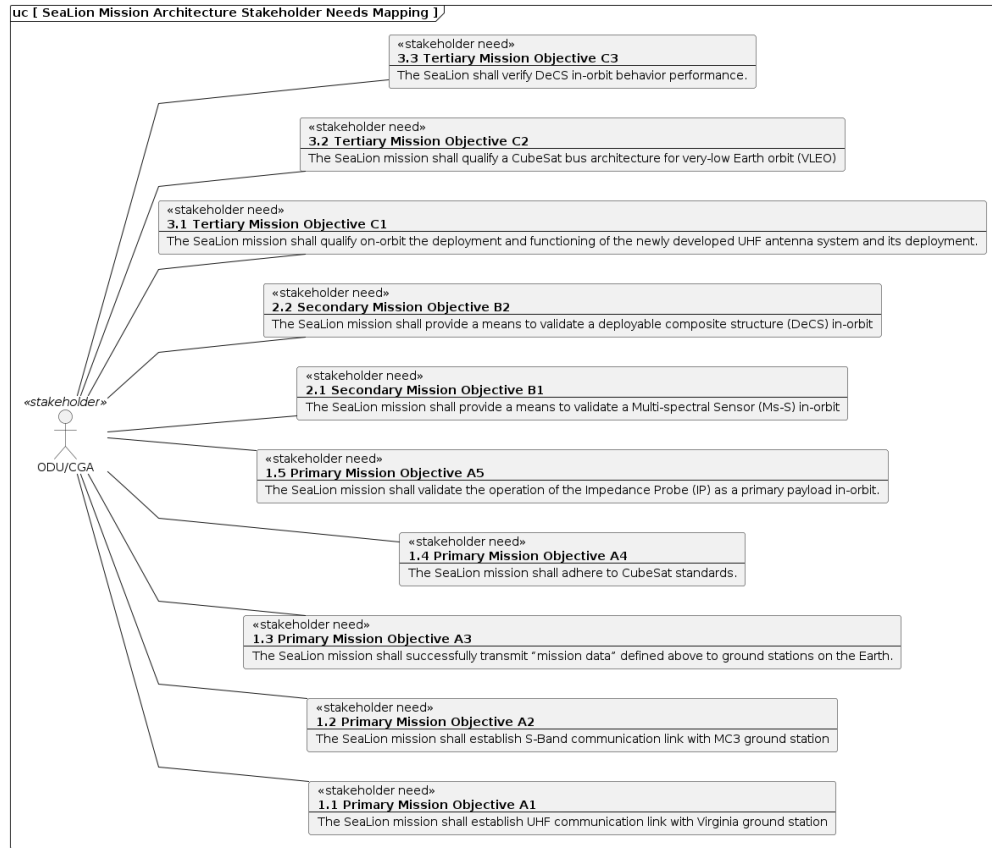 uc [ SeaLion Mission Architecture Stakeholder Needs Mapping ]
«stakeholder need»
3.3 Tertiary Mission Objective C3
The SeaLion shall verify DeCS in-orbit behavior performance.
«stakeholder need»
3.2 Tertiary Mission Objective C2
The SeaLion mission shall qualify a CubeSat bus architecture for very-low Earth orbit (VLEO)
«stakeholder need»
3.1 Tertiary Mission Objective C1
The SeaLion mission shall qualify on-orbit the deployment and functioning of the newly developed UHF antenna system and its deployment.
«stakeholder need»
2.2 Secondary Mission Objective B2
The SeaLion mission shall provide a means to validate a deployable composite structure (DeCS) in-orbit
«stakeholder need»
2.1 Secondary Mission Objective B1
The SeaLion mission shall provide a means to validate a Multi-spectral Sensor (Ms-S) in-orbit
«stakeholder»
ODU/CGA
«stakeholder need»
1.5 Primary Mission Objective A5
The SeaLion mission shall validate the operation of the Impedance Probe (IP) as a primary payload in-orbit.
«stakeholder need»
1.4 Primary Mission Objective A4
The SeaLion mission shall adhere to CubeSat standards.
«stakeholder need»
1.3 Primary Mission Objective A3
The SeaLion mission shall successfully transmit “mission data” defined above to ground stations on the Earth.
«stakeholder need»
1.2 Primary Mission Objective A2
The SeaLion mission shall establish S-Band communication link with MC3 ground station
«stakeholder need»
1.1 Primary Mission Objective A1
The SeaLion mission shall establish UHF communication link with Virginia ground station